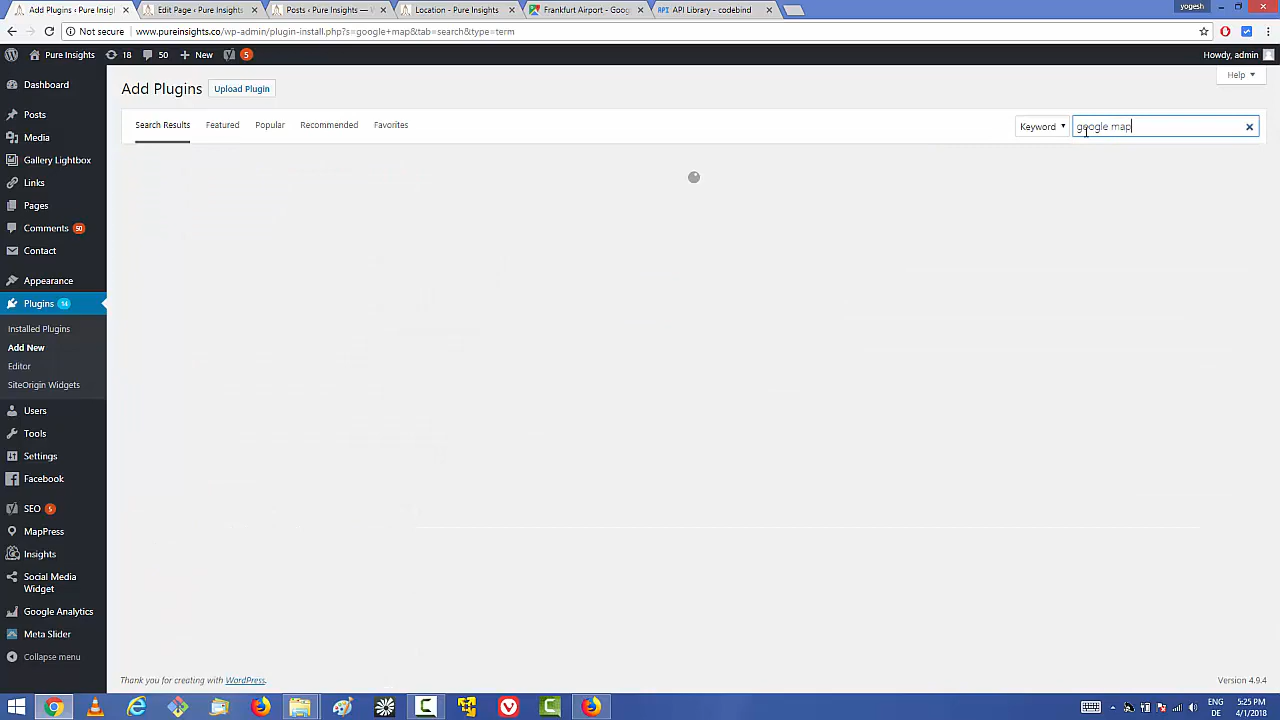 Add Plugins ‹ Pure Insigh
Edit Page ‹ Pure Insights
Posts ‹ Pure Insights — W
Location - Pure Insights
Frankfurt Airport - Goog
API API Library - codebind
yogesh
Not secure www.pureinsights.co/wp-admin/plugin-install.php?s=google+map&tab=search&type=term
Pure Insights 18 50 + New 5 Howdy, admin
Help
Dashboard
Posts
Media
Gallery Lightbox
Links
Pages
Comments 50
Contact
Appearance
Plugins 14
Installed Plugins
Add New
Editor
SiteOrigin Widgets
Users
Tools
Settings
Facebook
SEO 5
MapPress
Insights
Social Media
Widget
Google Analytics
Meta Slider
Collapse menu
Add Plugins Upload Plugin
Search Results Featured Popular Recommended Favorites Keyword google map
Thank you for creating with WordPress. Version 4.9.4
ENG 5:25 PM
DE 4/1/2018